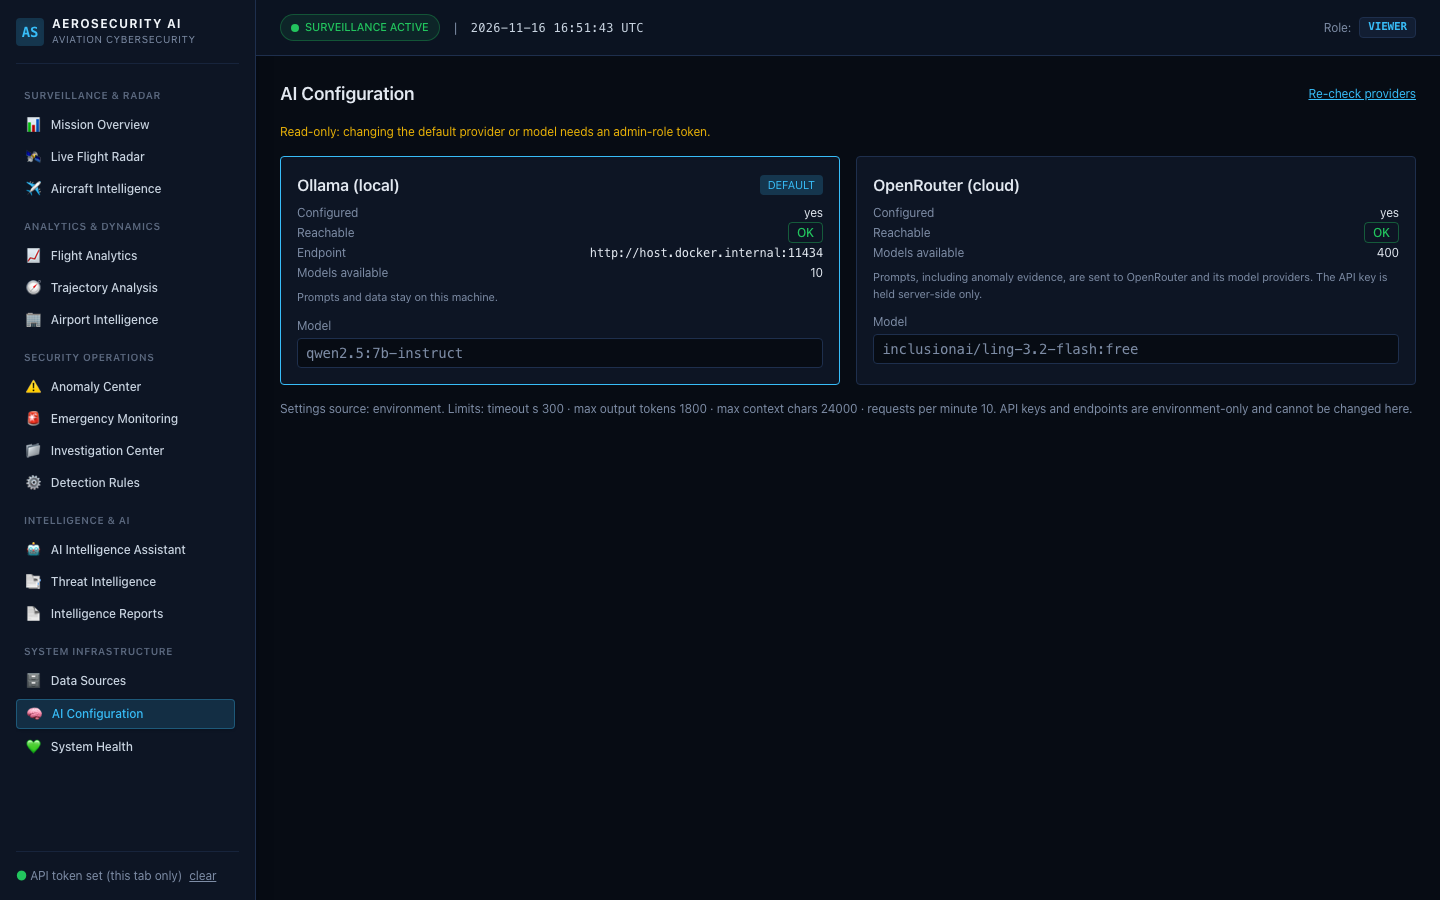 AS
AEROSECURITY AI
AVIATION CYBERSECURITY
SURVEILLANCE & RADAR
Mission Overview
Live Flight Radar
Aircraft Intelligence
ANALYTICS & DYNAMICS
Flight Analytics
Trajectory Analysis
Airport Intelligence
SECURITY OPERATIONS
Anomaly Center
Emergency Monitoring
Investigation Center
Detection Rules
INTELLIGENCE & AI
AI Intelligence Assistant
Threat Intelligence
Intelligence Reports
SYSTEM INFRASTRUCTURE
Data Sources
AI Configuration
System Health
API token set (this tab only) clear
SURVEILLANCE ACTIVE | 2026-11-16 16:51:43 UTC
Role: VIEWER
AI Configuration
Re-check providers
Read-only: changing the default provider or model needs an admin-role token.
Ollama (local) DEFAULT
Configured yes
Reachable OK
Endpoint http://host.docker.internal:11434
Models available 10
Prompts and data stay on this machine.
Model
qwen2.5:7b-instruct
OpenRouter (cloud)
Configured yes
Reachable OK
Models available 400
Prompts, including anomaly evidence, are sent to OpenRouter and its model providers. The API key is
held server-side only.
Model
inclusionai/ling-3.2-flash:free
Settings source: environment. Limits: timeout s 300 · max output tokens 1800 · max context chars 24000 · requests per minute 10. API keys and endpoints are environment-only and cannot be changed here.